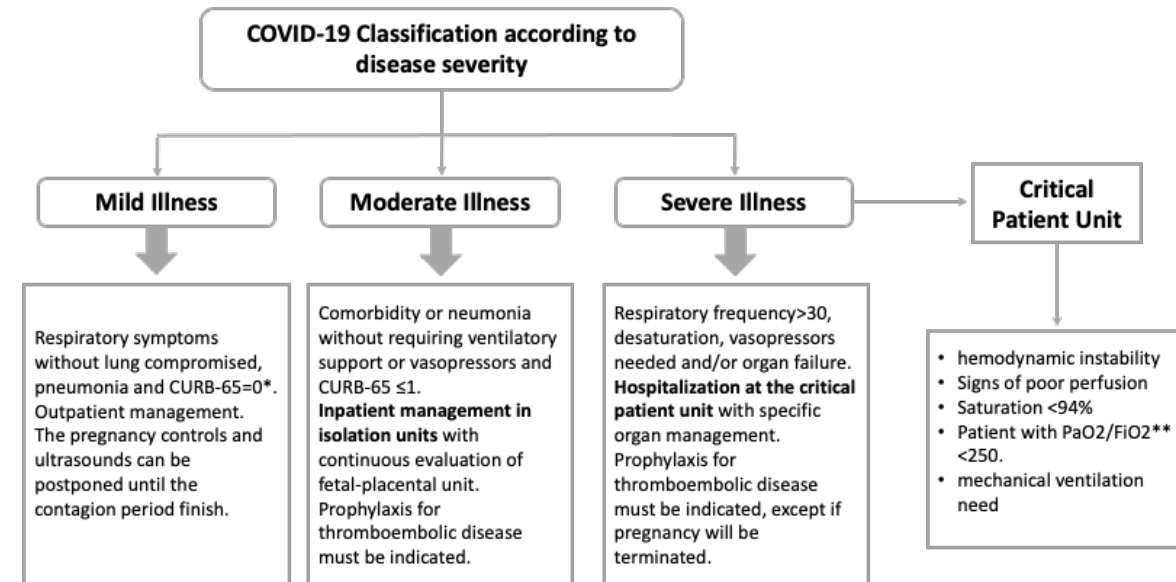 COVID-19 Classification according to
disease severity
Mild Illness
Moderate Illness
Severe Illness
Critical
Patient Unit
Respiratory symptoms
without lung compromised,
pneumonia and CURB-65=0*.
Outpatient management.
The pregnancy controls and
ultrasounds can be
postponed until the
contagion period finish.
Comorbidity or neumonia
without requiring ventilatory
support or vasopressors and
CURB-65 ≤1.
Inpatient management in
isolation units with
continuous evaluation of
fetal-placental unit.
Prophylaxis for
thromboembolic disease
must be indicated.
Respiratory frequency>30,
desaturation, vasopressors
needed and/or organ failure.
Hospitalization at the critical
patient unit with specific
organ management.
Prophylaxis for
thromboembolic disease
must be indicated, except if
pregnancy will be
terminated.
• hemodynamic instability
• Signs of poor perfusion
• Saturation <94%
• Patient with PaO2/FiO2**
<250.
• mechanical ventilation
need